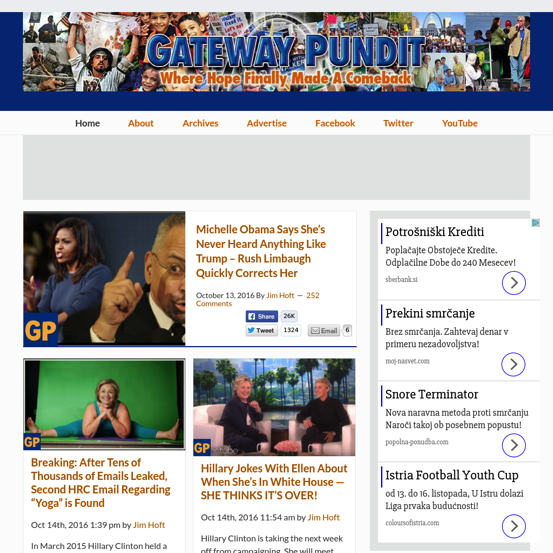 GATEWAY PUNDIT
Where Hope Finally Made A Comeback
Home About Archives Advertise Facebook Twitter YouTube
GP
Michelle Obama Says She's
Never Heard Anything Like
Trump – Rush Limbaugh
Quickly Corrects Her
October 13, 2016 By Jim Hoft — 252
Comments
Share 26K
Tweet 1324 Email 6
Potrošniški Krediti
Poplačajte Obstoječe Kredite.
Odplačilne Dobe do 240 Mesecev!
sberbank.si
Prekini smrčanje
Brez smrčanja. Zahtevaj denar v
primeru nezadovoljstva!
moj-nasvet.com
Snore Terminator
Nova naravna metoda proti smrčanju
Naroči takoj ob posebnem popustu!
popolna-ponudba.com
Istria Football Youth Cup
od 13. do 16. listopada, U Istru dolazi
Liga prvaka budućnosti!
coloursofistria.com
GP
Breaking: After Tens of
Thousands of Emails Leaked,
Second HRC Email Regarding
“Yoga” is Found
Oct 14th, 2016 1:39 pm by Jim Hoft
In March 2015 Hillary Clinton held a
GP
Hillary Jokes With Ellen About
When She's In White House —
SHE THINKS IT'S OVER!
Oct 14th, 2016 11:54 am by Jim Hoft
Hillary Clinton is taking the next week
off from campaigning. She will meet